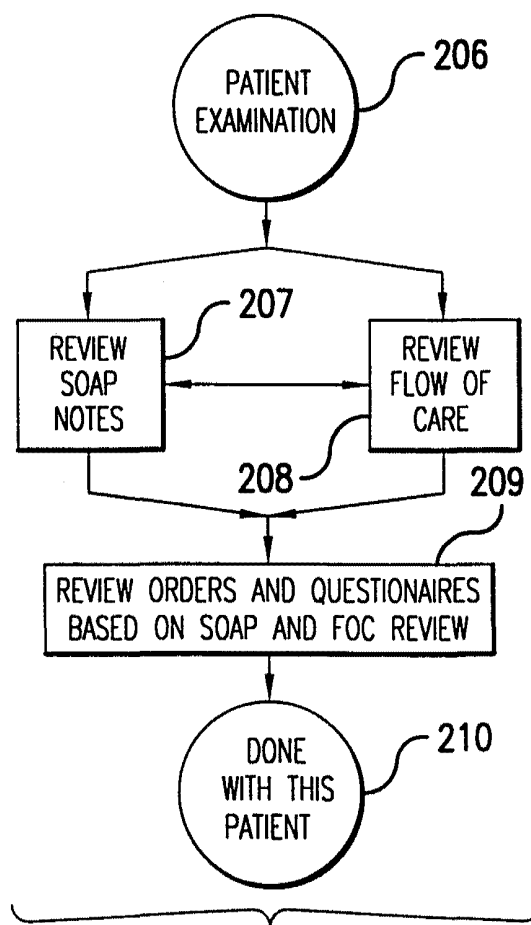 PATIENT
EXAMINATION
206
207
REVIEW
SOAP
NOTES
REVIEW
FLOW OF
CARE
208
209
REVIEW ORDERS AND QUESTIONAIRES
BASED ON SOAP AND FOC REVIEW
DONE
WITH THIS
PATIENT
210